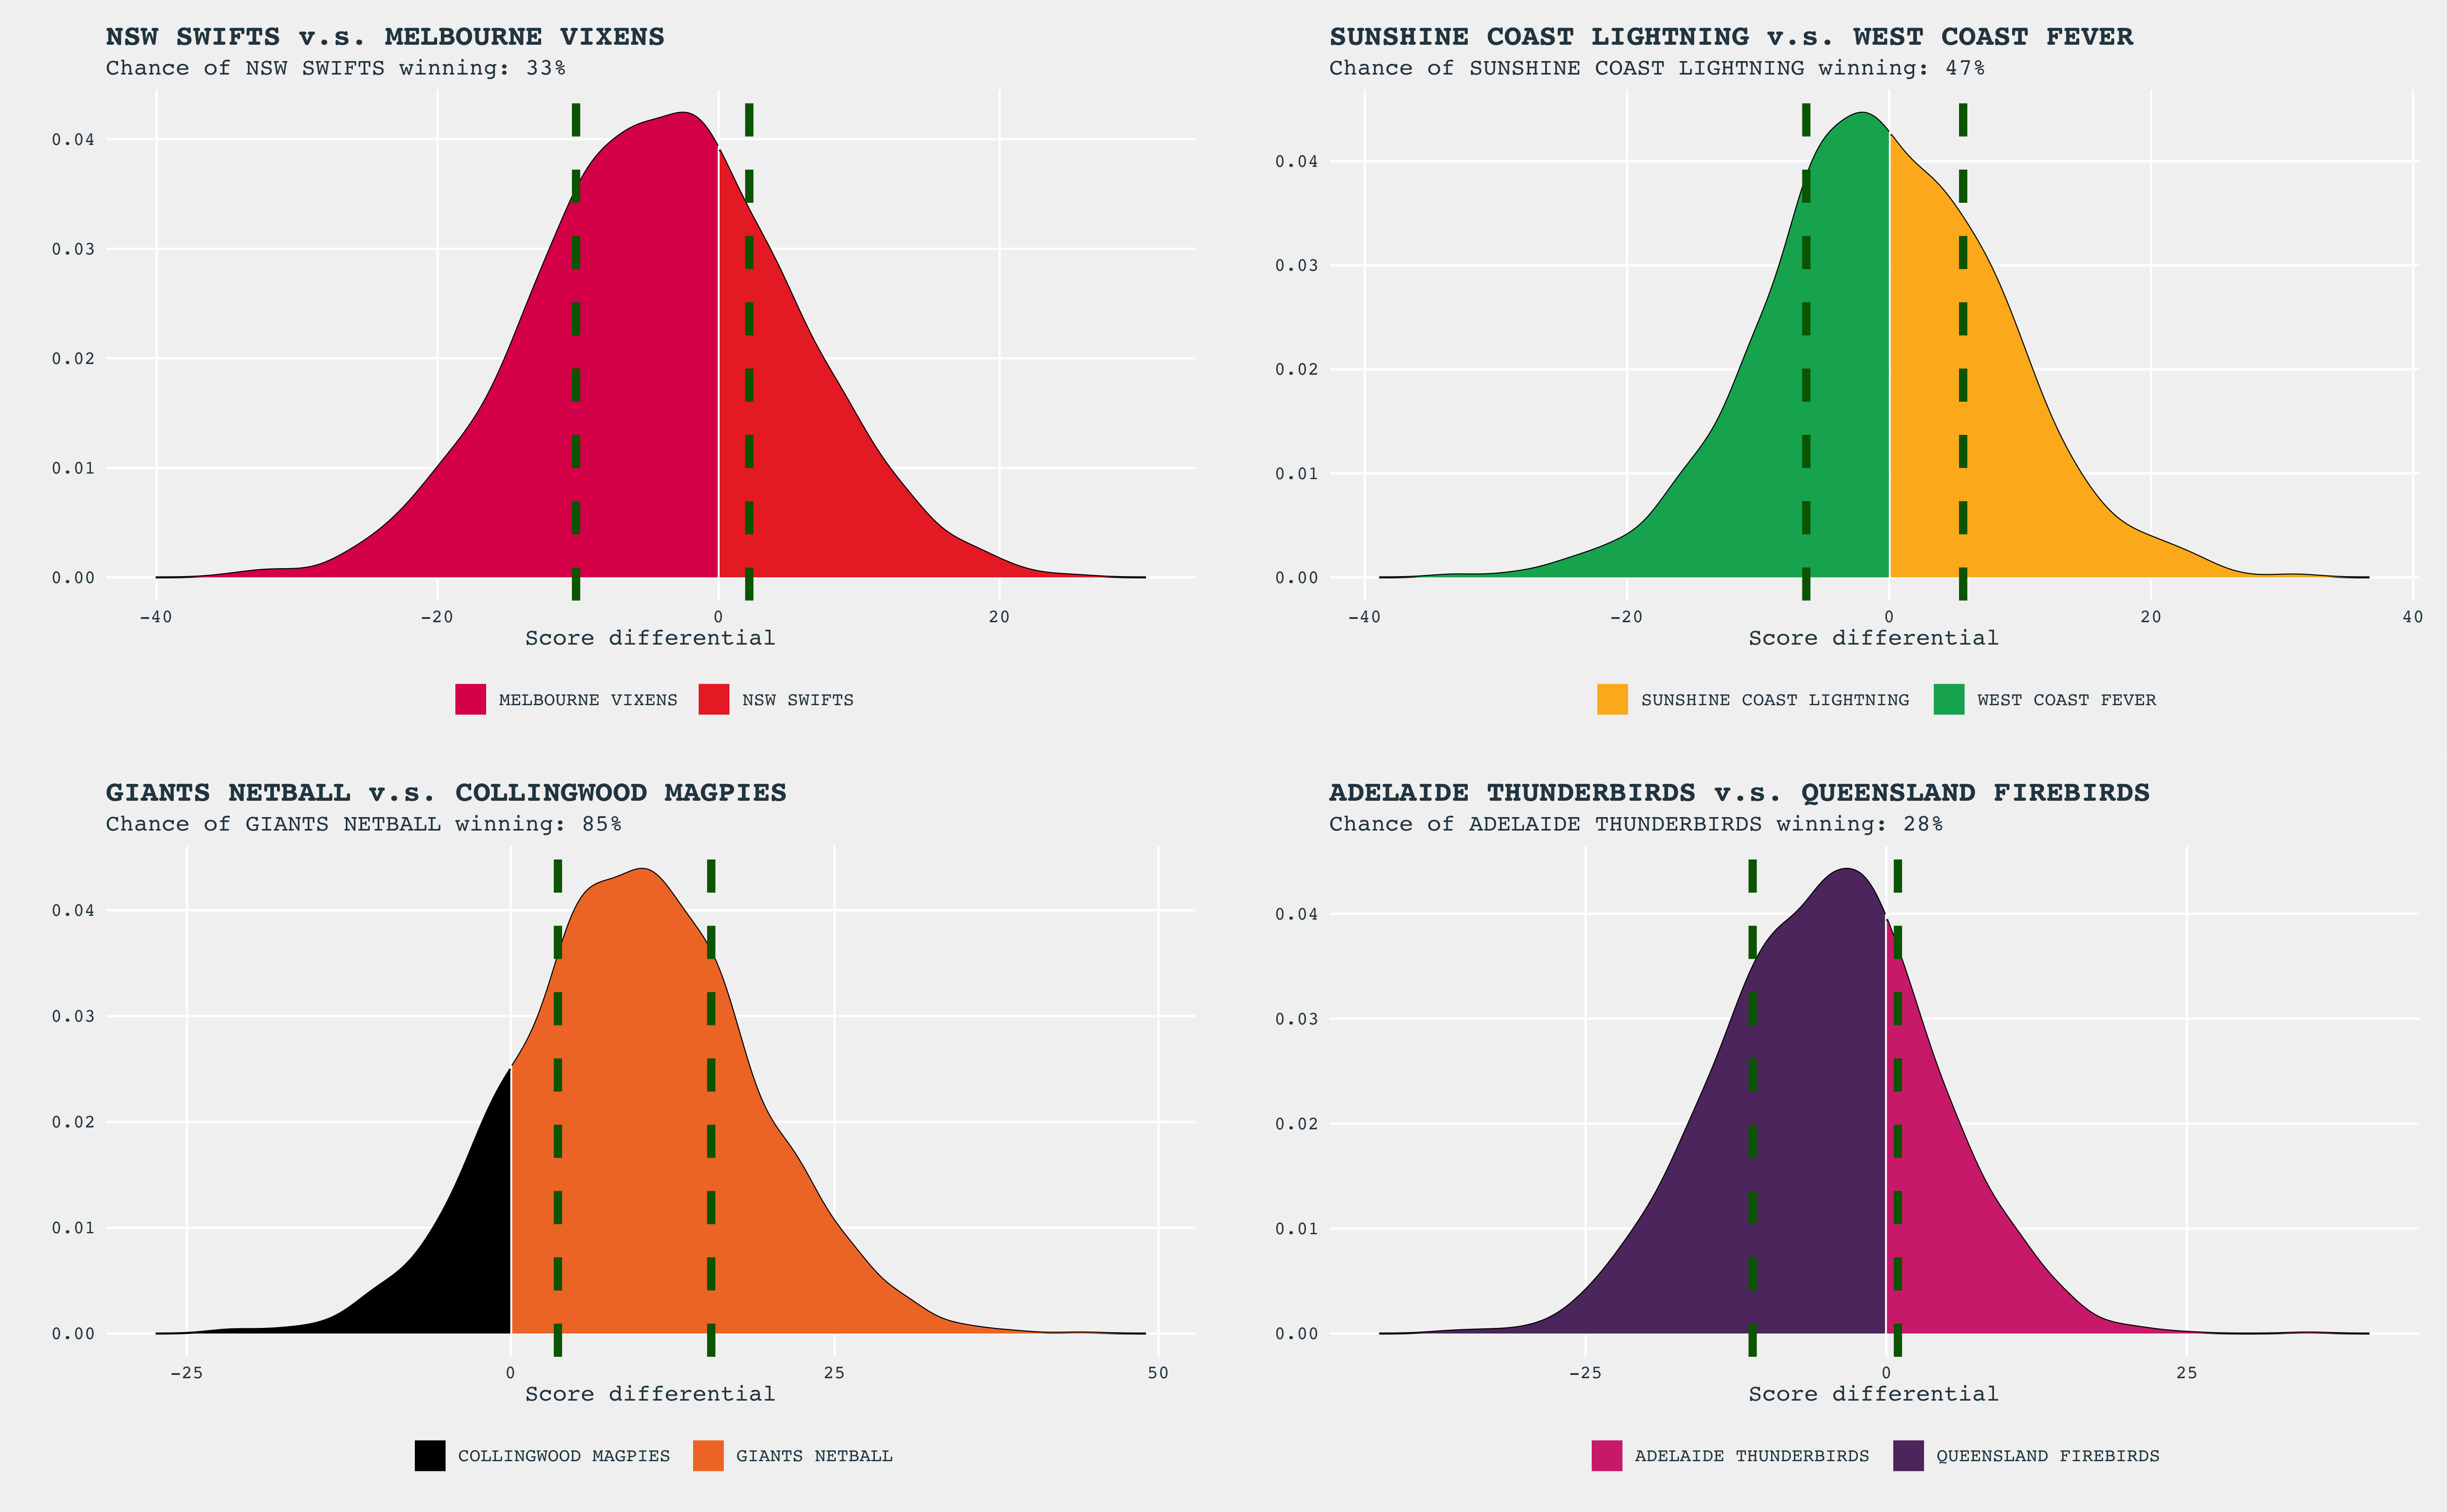 NSW SWIFTS v.s. MELBOURNE VIXENS
Chance of NSW SWIFTS winning: 33%
0.04
0.03
0.02
0.01
0.00
-40 -20 0 20
Score differential
MELBOURNE VIXENS NSW SWIFTS
SUNSHINE COAST LIGHTNING v.s. WEST COAST FEVER
Chance of SUNSHINE COAST LIGHTNING winning: 47%
0.04
0.03
0.02
0.01
0.00
-40 -20 0 20 40
Score differential
SUNSHINE COAST LIGHTNING WEST COAST FEVER
GIANTS NETBALL v.s. COLLINGWOOD MAGPIES
Chance of GIANTS NETBALL winning: 85%
0.04
0.03
0.02
0.01
0.00
-25 0 25 50
Score differential
COLLINGWOOD MAGPIES GIANTS NETBALL
ADELAIDE THUNDERBIRDS v.s. QUEENSLAND FIREBIRDS
Chance of ADELAIDE THUNDERBIRDS winning: 28%
0.04
0.03
0.02
0.01
0.00
-25 0 25
Score differential
ADELAIDE THUNDERBIRDS QUEENSLAND FIREBIRDS